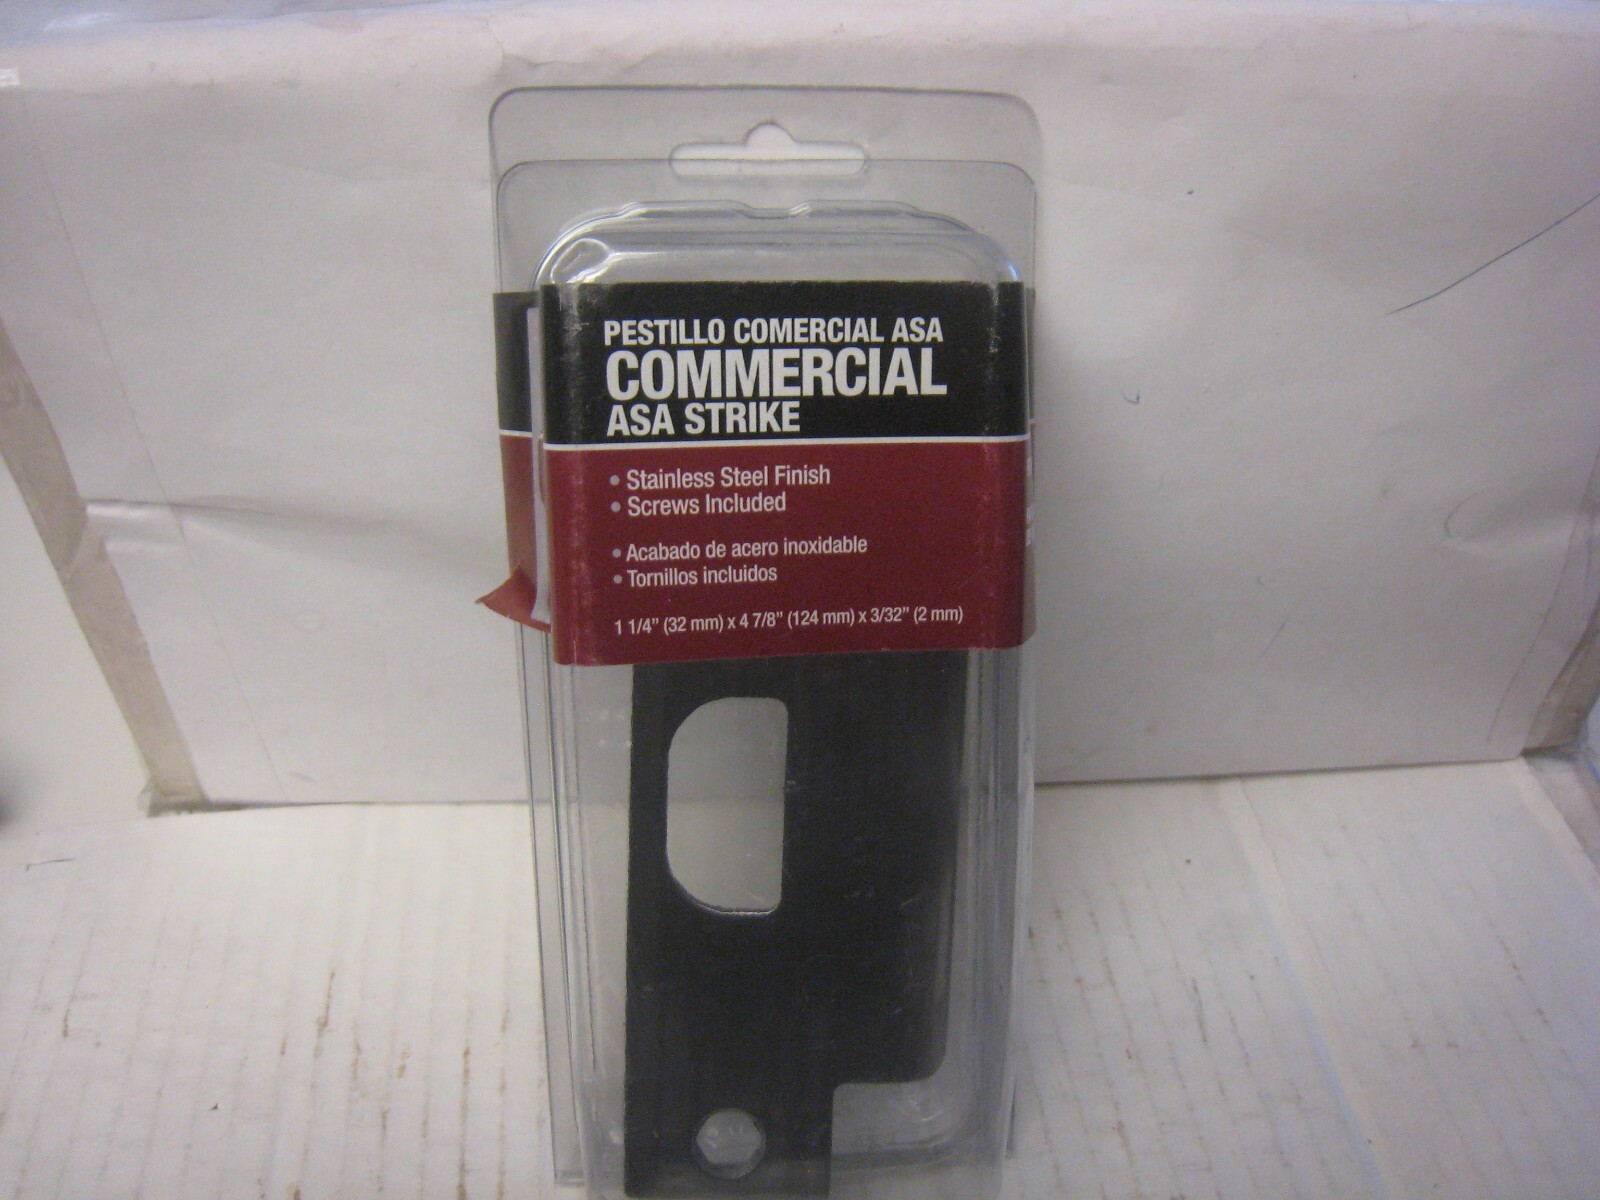 PESTILLO COMERCIAL ASA
COMMERCIAL
ASA STRIKE
• Stainless Steel Finish
• Screws Included
• Acabado de acero inoxidable
• Tornillos incluidos
1 1/4” (32 mm) x 4 7/8” (124 mm) x 3/32” (2 mm)